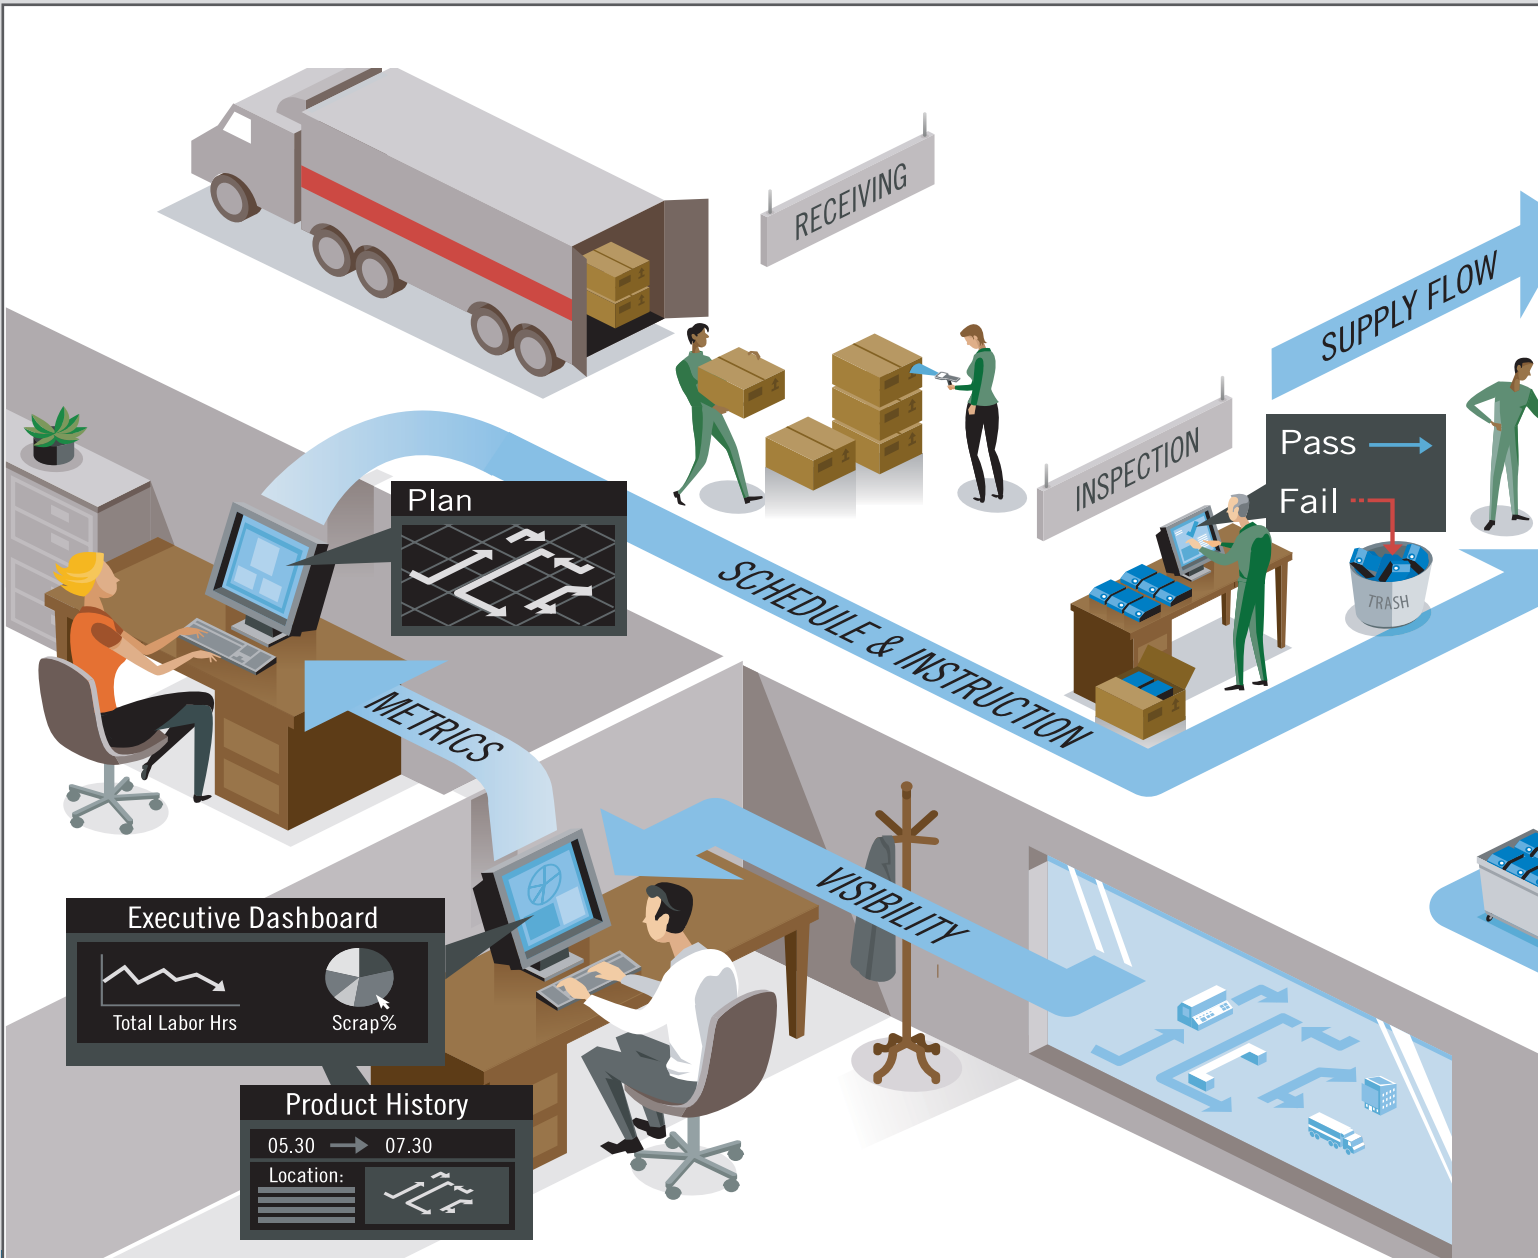 RECEIVING
SUPPLY FLOW
INSPECTION
Pass
Fail
TRASH
Plan
SCHEDULE & INSTRUCTION
METRICS
VISIBILITY
Executive Dashboard
Total Labor Hrs
Scrap%
Product History
05.30 07.30
Location: